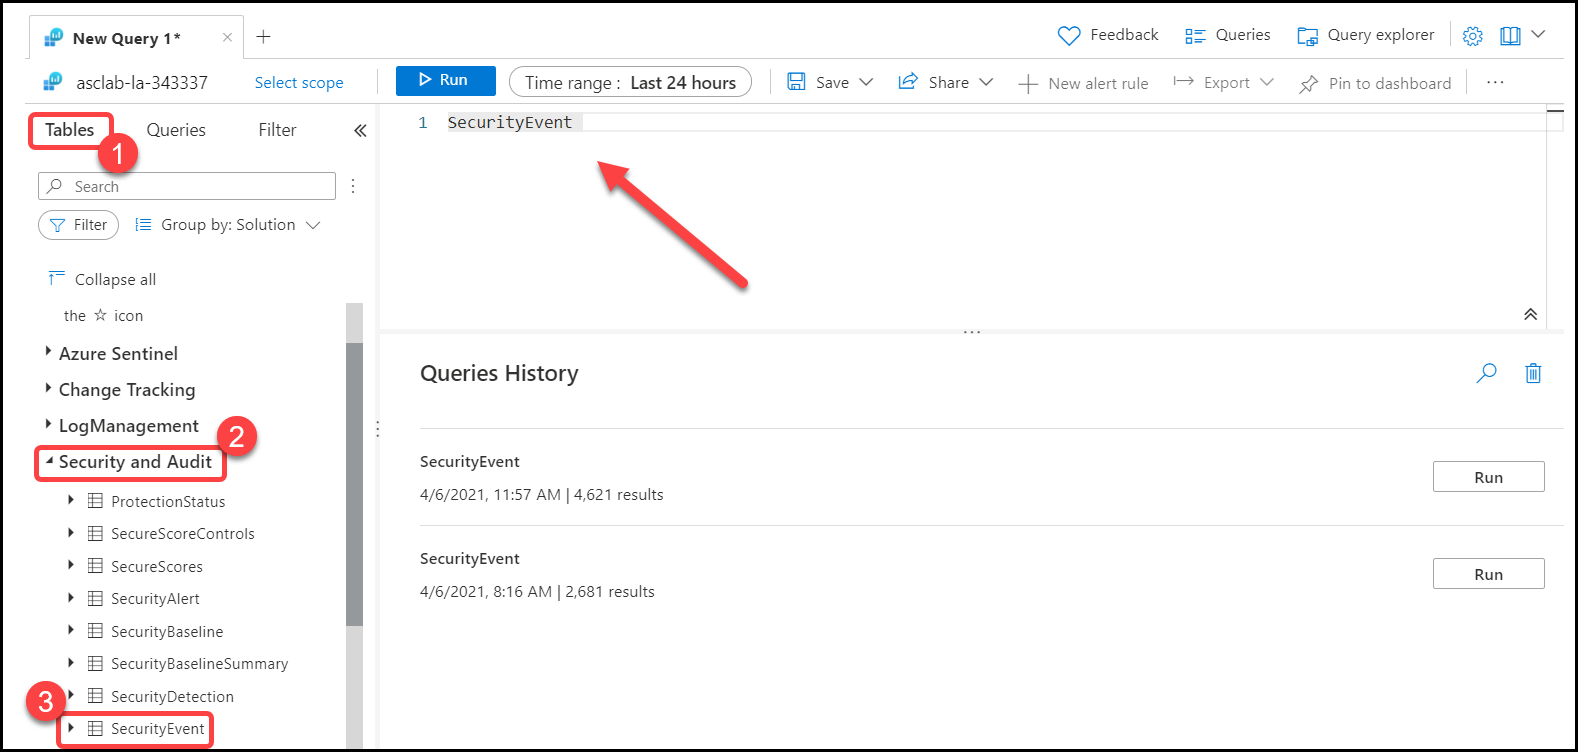 New Query 1*
Feedback
Queries
Query explorer
asclab-la-343337
Select scope
Run
Time range : Last 24 hours
Save
Share
New alert rule
Export
Pin to dashboard
Tables
Queries
Filter
1
Search
Filter
Group by: Solution
Collapse all
the ☆ icon
Azure Sentinel
Change Tracking
LogManagement
2
Security and Audit
ProtectionStatus
SecureScoreControls
SecureScores
SecurityAlert
SecurityBaseline
SecurityBaselineSummary
SecurityDetection
3
SecurityEvent
1 SecurityEvent
Queries History
SecurityEvent
4/6/2021, 11:57 AM | 4,621 results
Run
SecurityEvent
4/6/2021, 8:16 AM | 2,681 results
Run